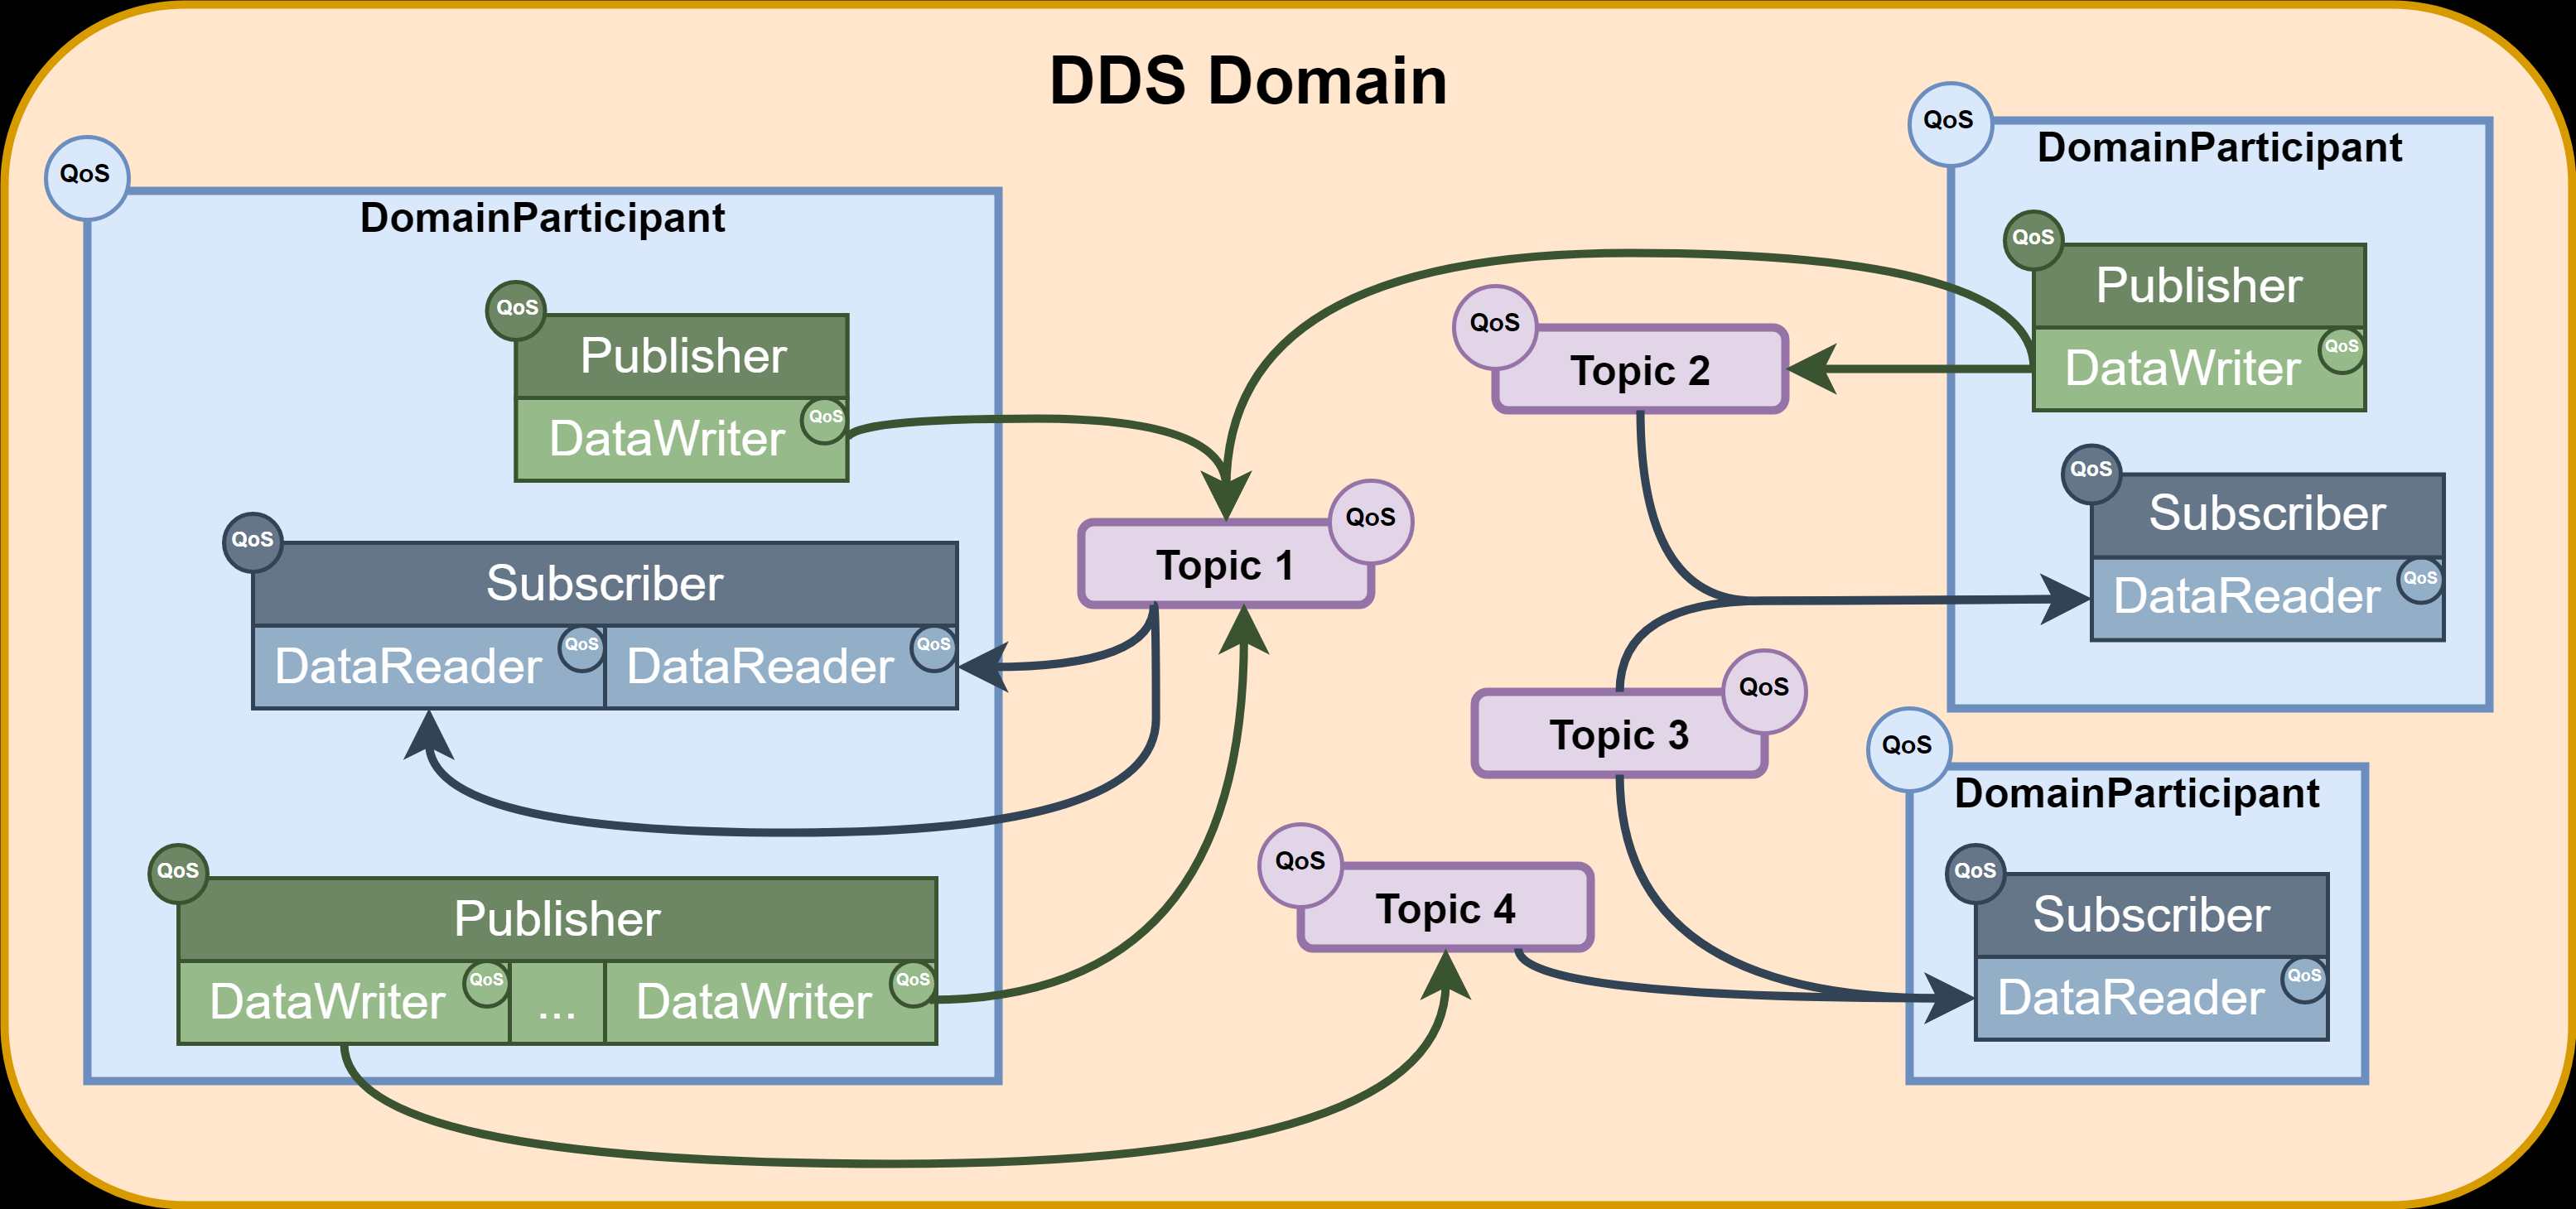 DDS Domain
QoS
DomainParticipant
QoS
Publisher
DataWriter
QoS
QoS
Subscriber
DataReader
QoS
DataReader
QoS
QoS
Publisher
DataWriter
QoS
...
DataWriter
QoS
QoS
Topic 1
QoS
Topic 2
QoS
Topic 3
QoS
Topic 4
QoS
DomainParticipant
QoS
Publisher
DataWriter
QoS
QoS
Subscriber
DataReader
QoS
QoS
DomainParticipant
QoS
Subscriber
DataReader
QoS